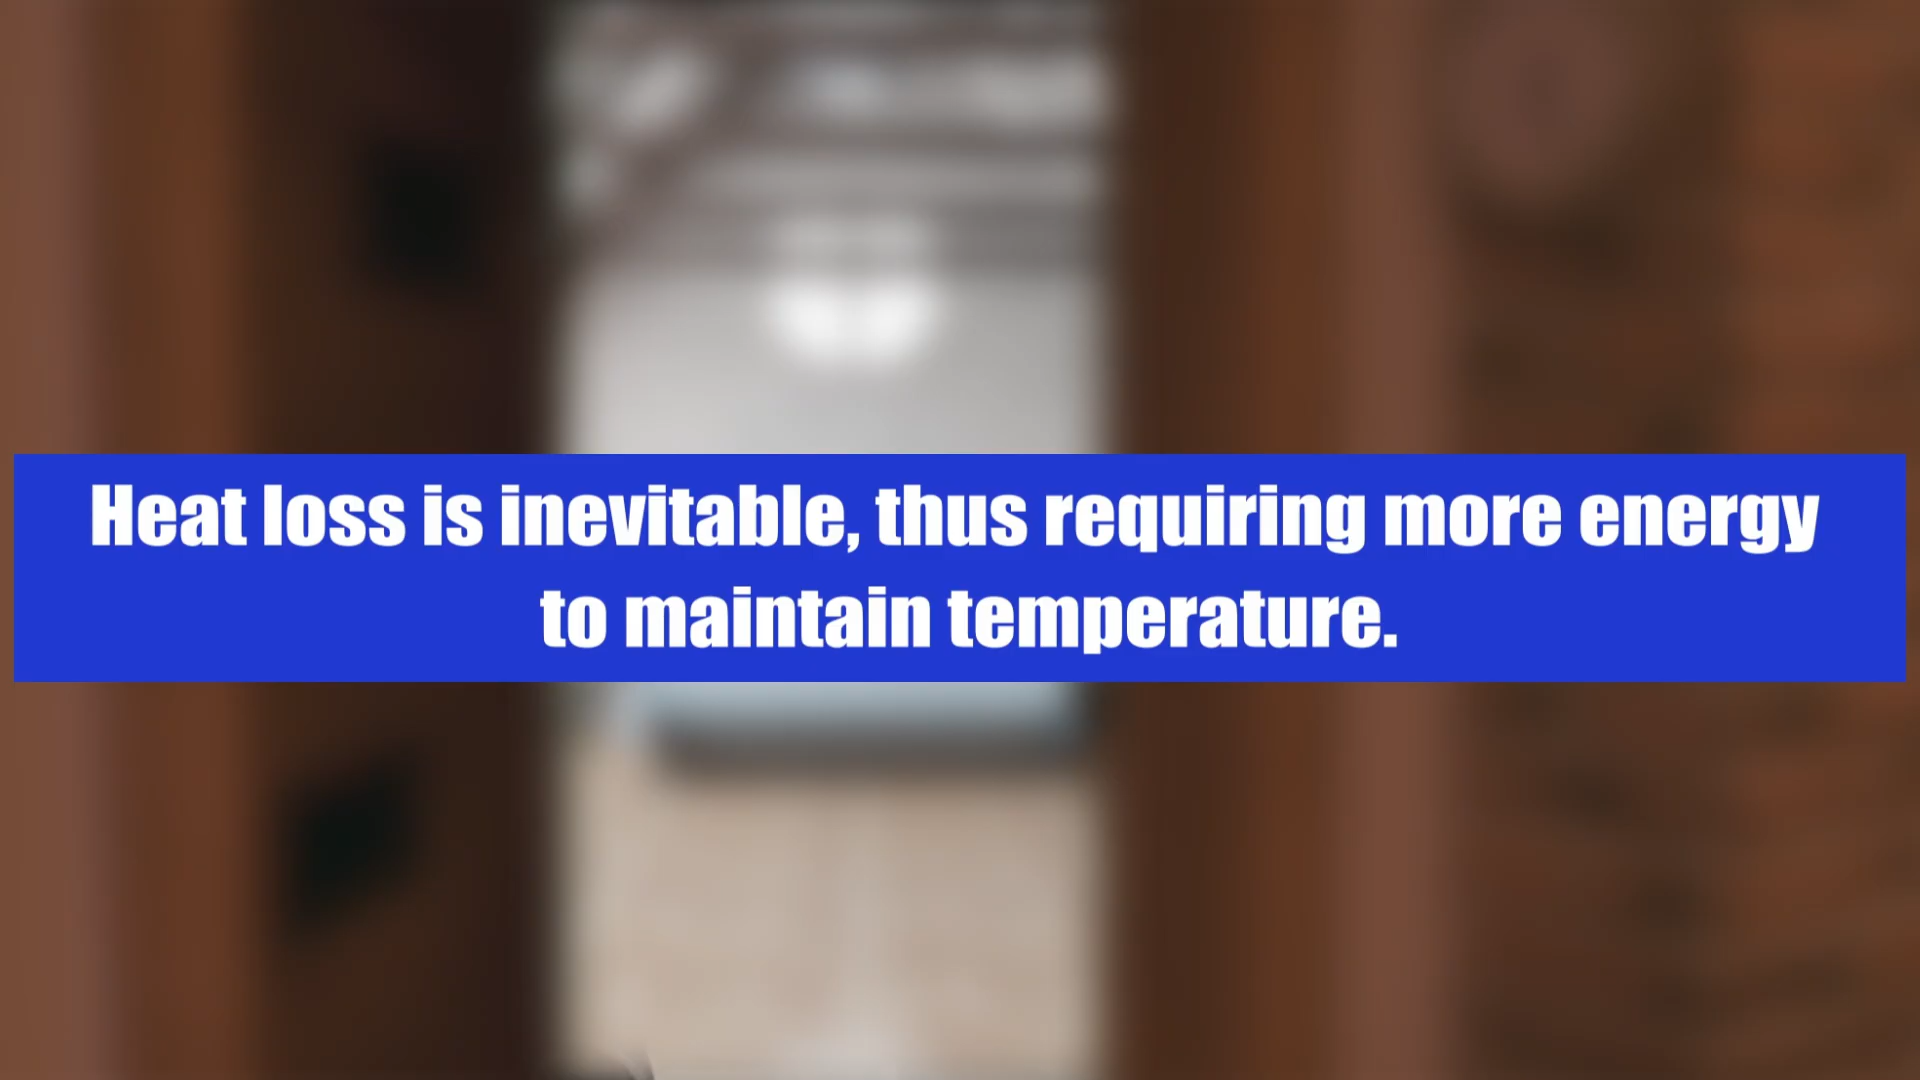 Heat loss is inevitable, thus requiring more energy
to maintain temperature.